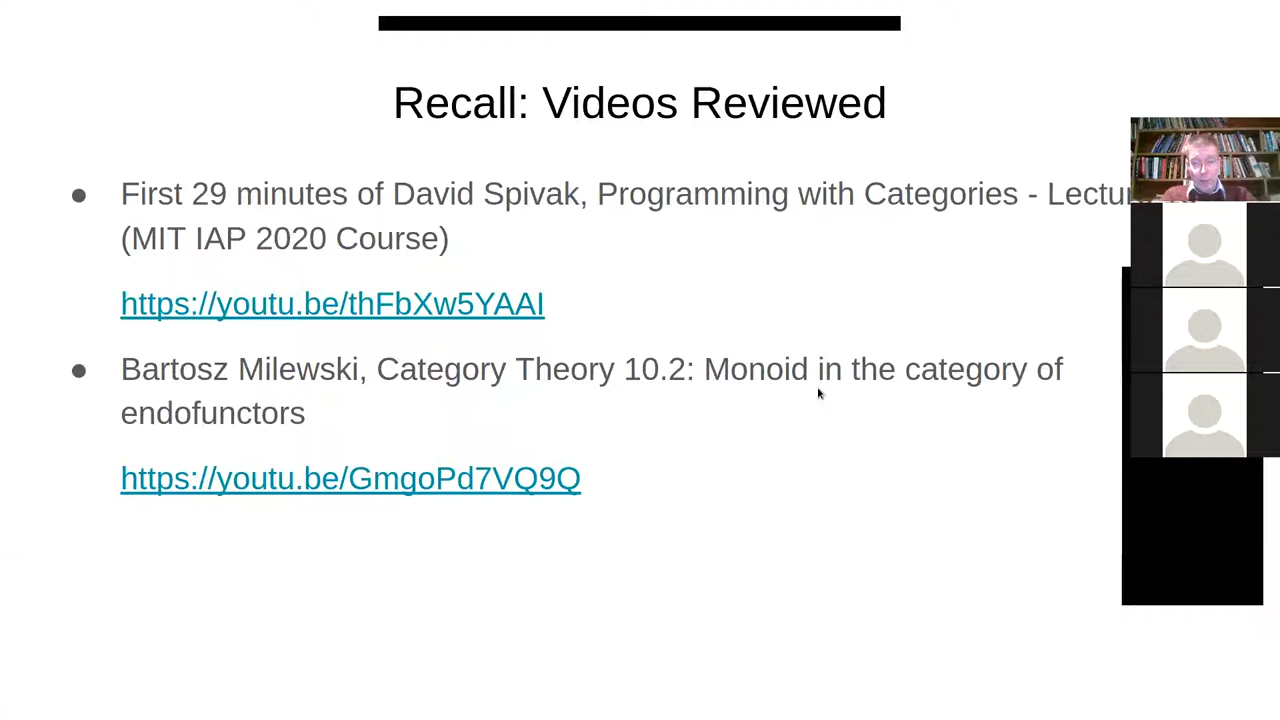 Recall: Videos Reviewed
● First 29 minutes of David Spivak, Programming with Categories -
(MIT IAP 2020 Course)
https://youtu.be/thFbXw5YAAI
● Bartosz Milewski, Category Theory 10.2: Monoid in the category of
endofunctors
https://youtu.be/GmgoPd7VQ9Q